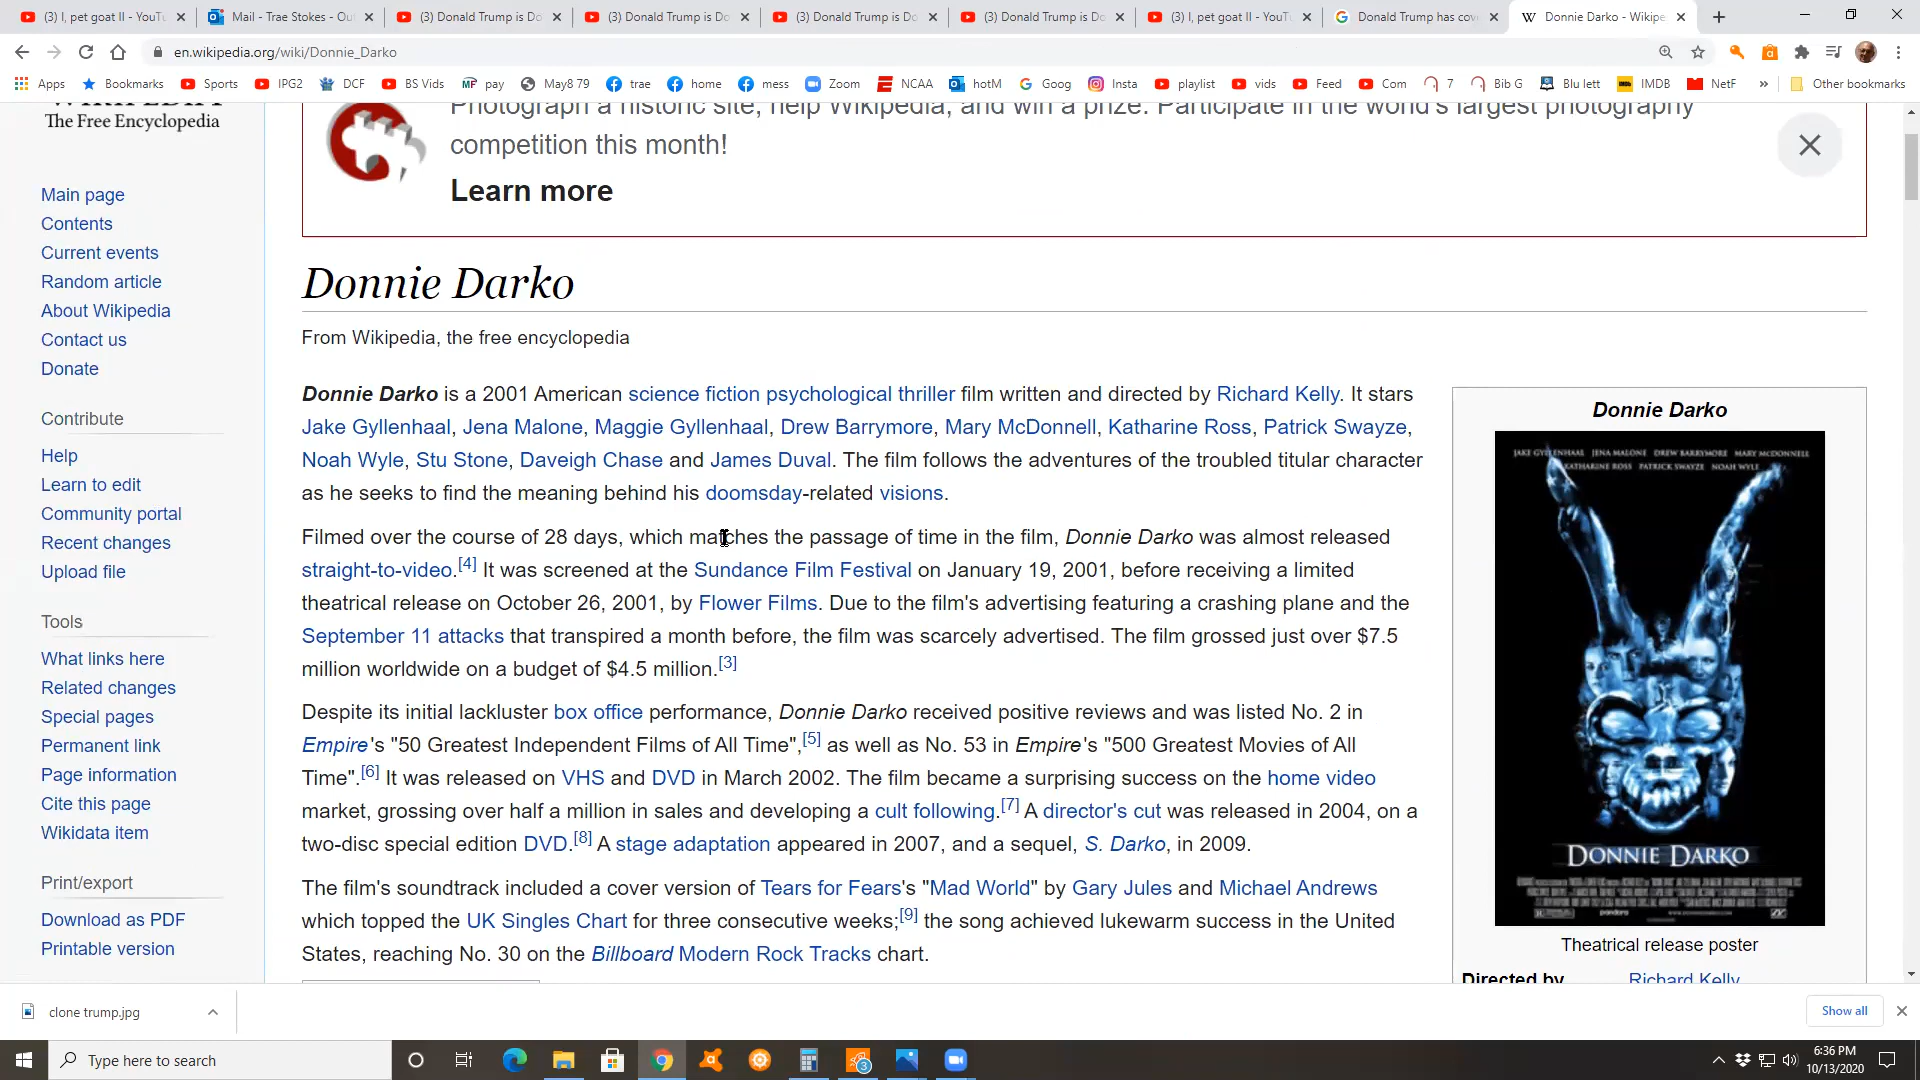 (3) I, pet goat II - YouTu
Mail - Trae Stokes - Ou
(3) Donald Trump is Do
(3) Donald Trump is Do
(3) Donald Trump is Do
(3) Donald Trump is Do
(3) I, pet goat II - YouTu
Donald Trump has cov
Donnie Darko - Wikipe
en.wikipedia.org/wiki/Donnie_Darko
Apps Bookmarks Sports IPG2 DCF BS Vids pay May8 79 trae home mess Zoom NCAA hotM Goog Insta playlist vids Feed Com 7 Bib G Blu lett IMDB NetF » Other bookmarks
The Free Encyclopedia
Photograph a historic site, help Wikipedia, and win a prize. Participate in the world's largest photography
competition this month!
Learn more
Main page
Contents
Current events
Random article
About Wikipedia
Contact us
Donate
Contribute
Help
Learn to edit
Community portal
Recent changes
Upload file
Tools
What links here
Related changes
Special pages
Permanent link
Page information
Cite this page
Wikidata item
Print/export
Download as PDF
Printable version
Donnie Darko
From Wikipedia, the free encyclopedia
Donnie Darko is a 2001 American science fiction psychological thriller film written and directed by Richard Kelly. It stars
Jake Gyllenhaal, Jena Malone, Maggie Gyllenhaal, Drew Barrymore, Mary McDonnell, Katharine Ross, Patrick Swayze,
Noah Wyle, Stu Stone, Daveigh Chase and James Duval. The film follows the adventures of the troubled titular character
as he seeks to find the meaning behind his doomsday-related visions.
Filmed over the course of 28 days, which matches the passage of time in the film, Donnie Darko was almost released
straight-to-video.[4] It was screened at the Sundance Film Festival on January 19, 2001, before receiving a limited
theatrical release on October 26, 2001, by Flower Films. Due to the film's advertising featuring a crashing plane and the
September 11 attacks that transpired a month before, the film was scarcely advertised. The film grossed just over $7.5
million worldwide on a budget of $4.5 million.[3]
Despite its initial lackluster box office performance, Donnie Darko received positive reviews and was listed No. 2 in
Empire's "50 Greatest Independent Films of All Time",[5] as well as No. 53 in Empire's "500 Greatest Movies of All
Time".[6] It was released on VHS and DVD in March 2002. The film became a surprising success on the home video
market, grossing over half a million in sales and developing a cult following.[7] A director's cut was released in 2004, on a
two-disc special edition DVD.[8] A stage adaptation appeared in 2007, and a sequel, S. Darko, in 2009.
The film's soundtrack included a cover version of Tears for Fears's "Mad World" by Gary Jules and Michael Andrews
which topped the UK Singles Chart for three consecutive weeks;[9] the song achieved lukewarm success in the United
States, reaching No. 30 on the Billboard Modern Rock Tracks chart.
Donnie Darko
JAKE GYLLENHAAL JENA MALONE DREW BARRYMORE MARY MCDONNELL
KATHARINE ROSS PATRICK SWAYZE NOAH WYLE
DONNIE DARKO
Theatrical release poster
Directed by Richard Kelly
clone trump.jpg
Show all
Type here to search
3
6:36 PM
10/13/2020